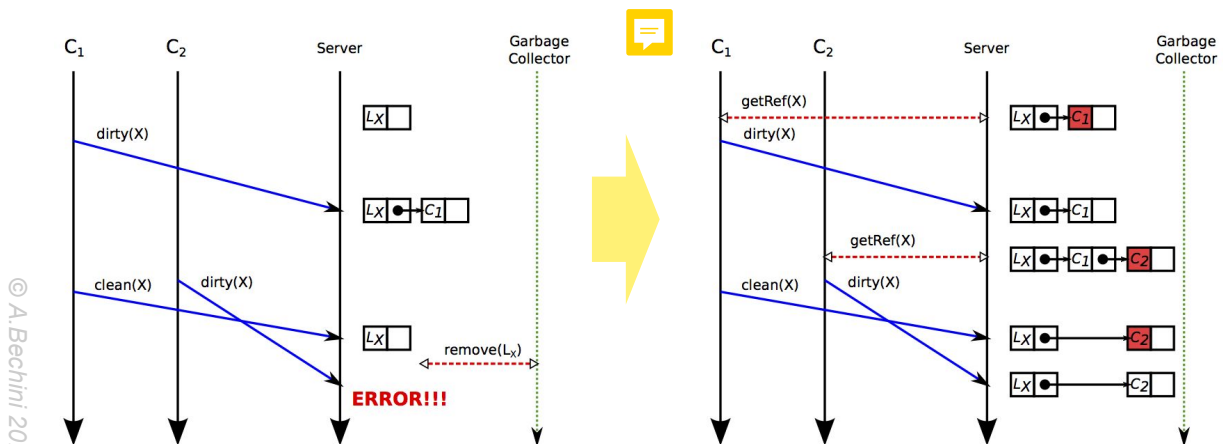 C1
C2
Server
Garbage
Collector
LX
dirty(X)
LX
C1
clean(X)
dirty(X)
LX
remove(LX)
ERROR!!!
C1
C2
Server
Garbage
Collector
getRef(X)
LX
C1
dirty(X)
LX
C1
getRef(X)
LX
C1
C2
clean(X)
dirty(X)
LX
C2
LX
C2
© A.Bechini 20